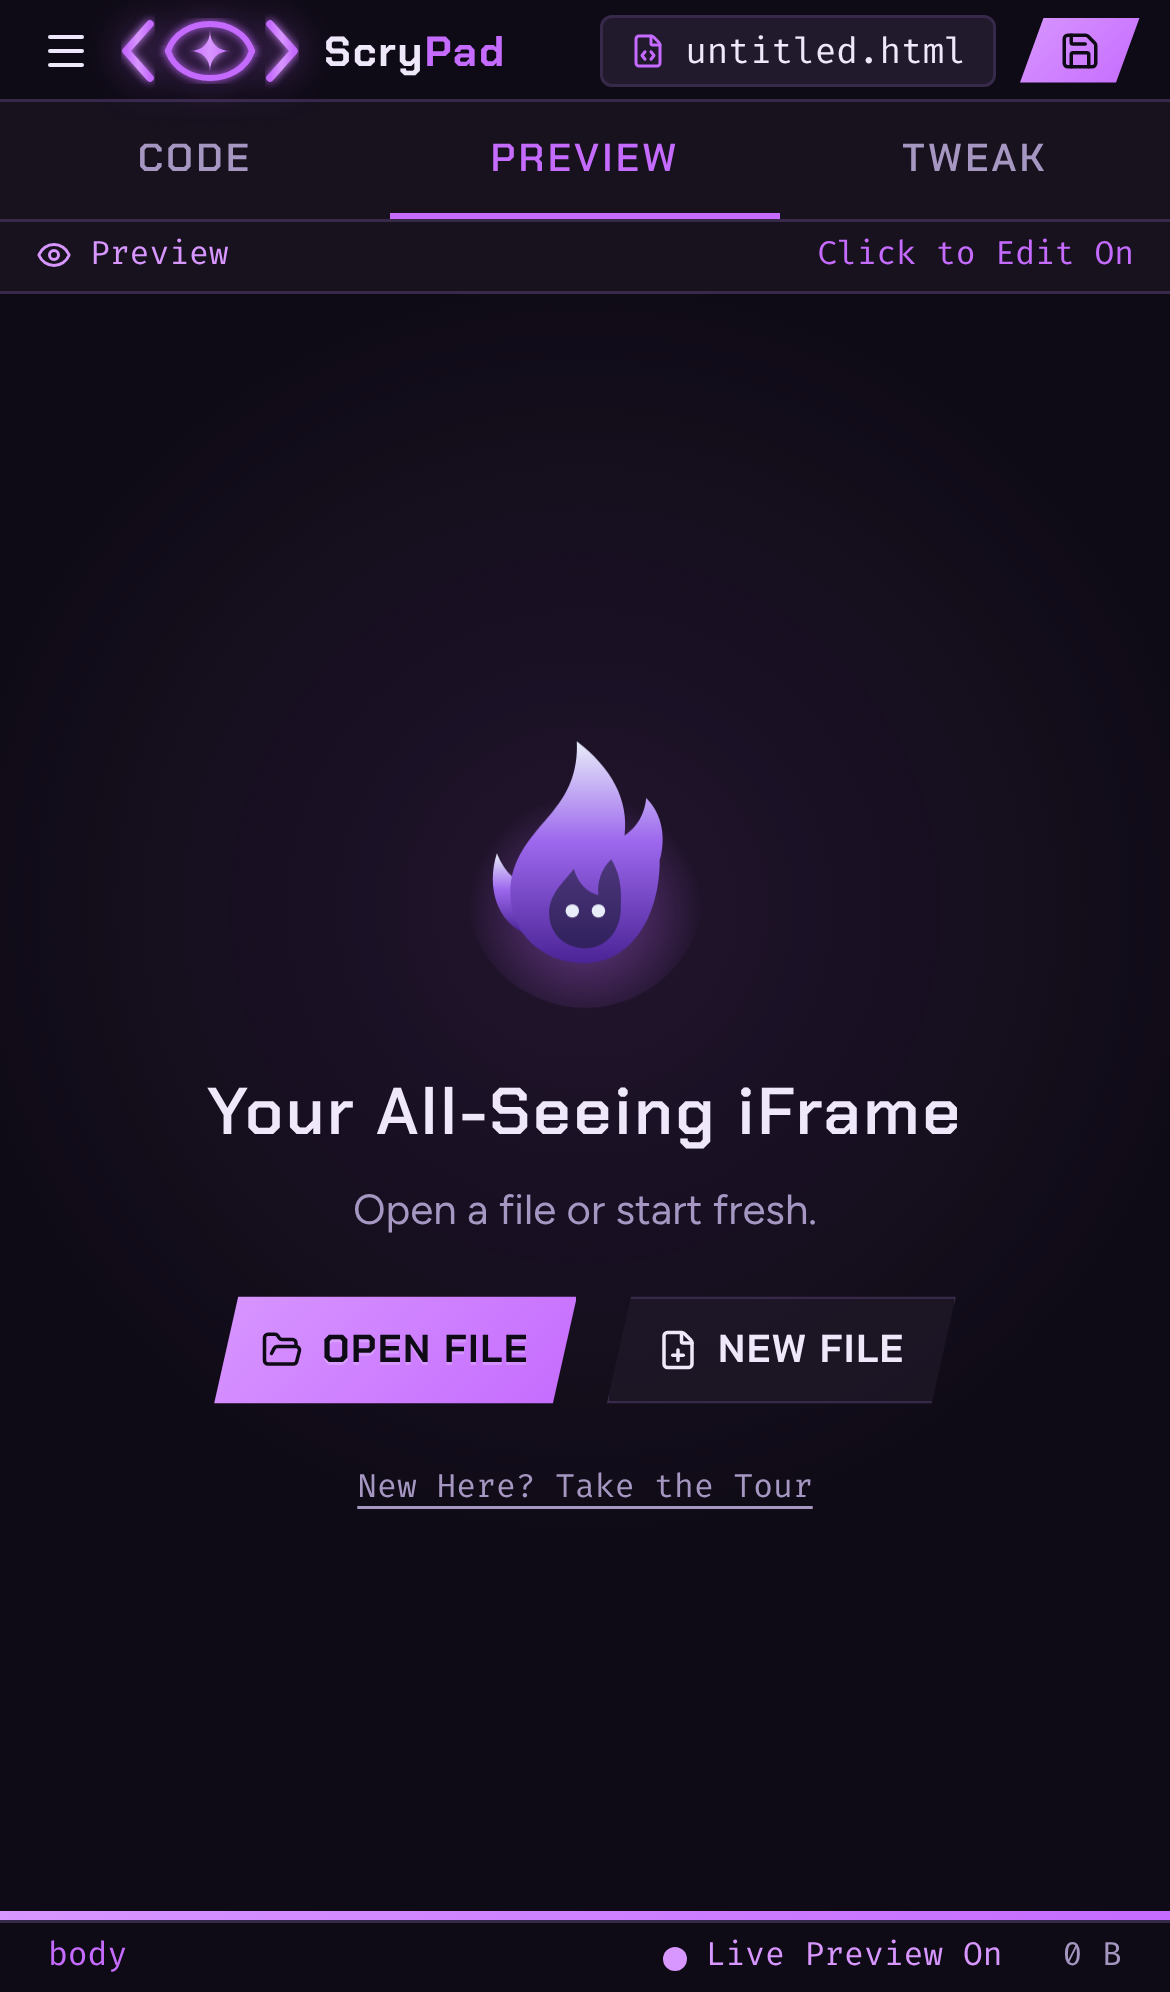 ScryPad
untitled.html
CODE
PREVIEW
TWEAK
Preview
Click to Edit On
Your All-Seeing iFrame
Open a file or start fresh.
OPEN FILE
NEW FILE
New Here? Take the Tour
body
Live Preview On
0 B